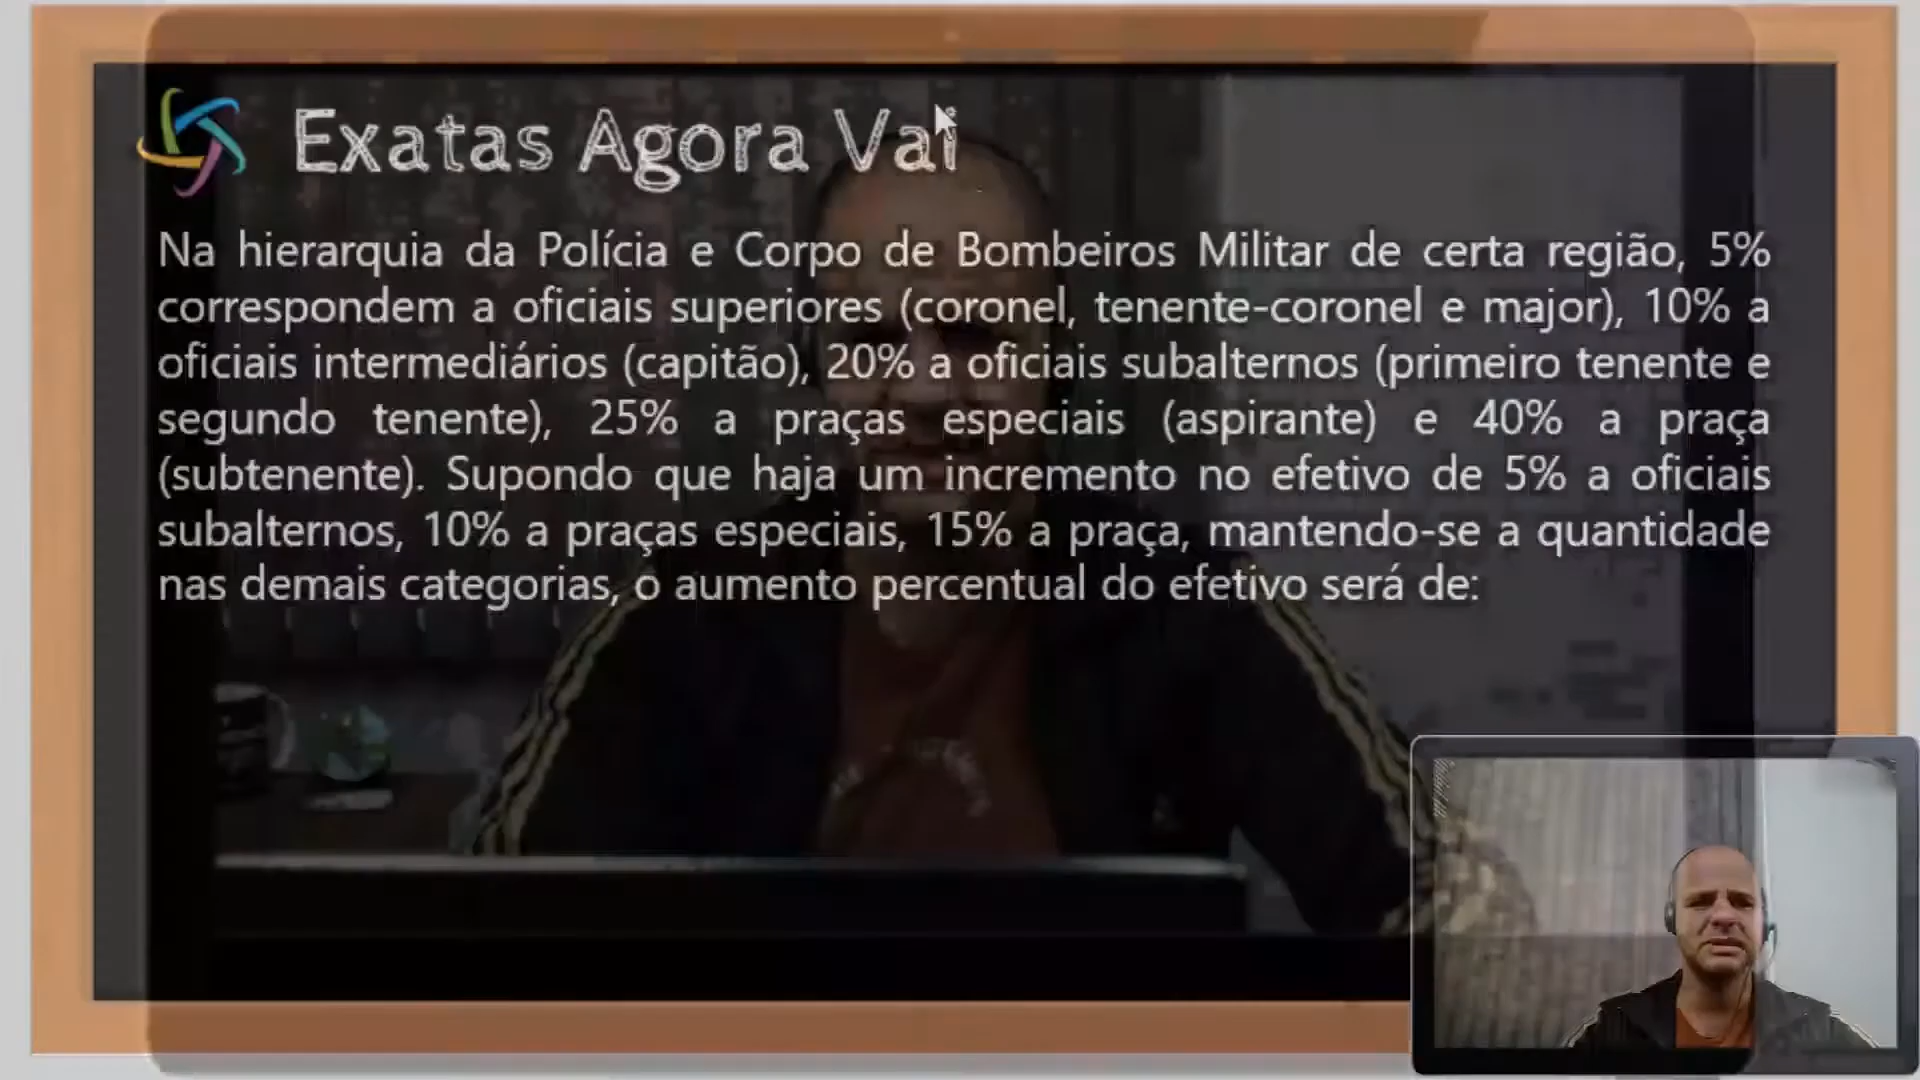 Exatas Agora Vai
Na hierarquia da Polícia e Corpo de Bombeiros Militar de certa região, 5%
correspondem a oficiais superiores (coronel, tenente-coronel e major), 10% a
oficiais intermediários (capitão), 20% a oficiais subalternos (primeiro tenente e
segundo tenente), 25% a praças especiais (aspirante) e 40% a praça
(subtenente). Supondo que haja um incremento no efetivo de 5% a oficiais
subalternos, 10% a praças especiais, 15% a praça, mantendo-se a quantidade
nas demais categorias, o aumento percentual do efetivo será de: